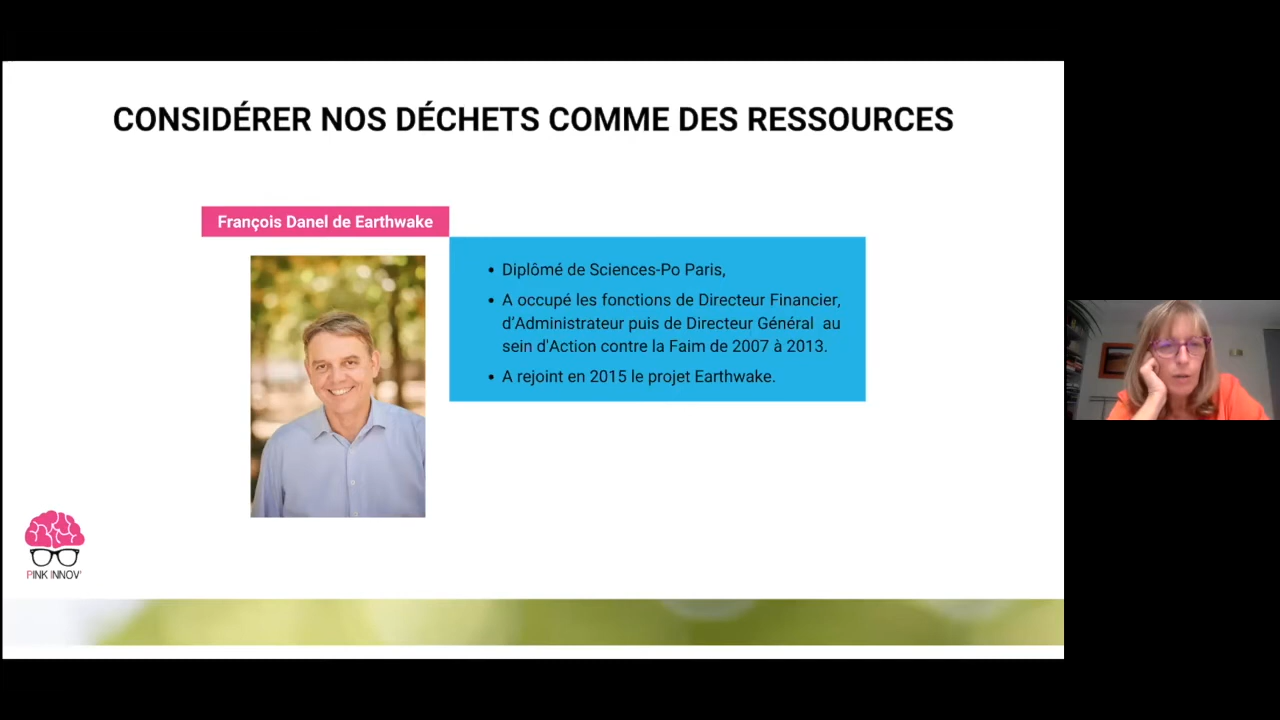 CONSIDÉRER NOS DÉCHETS COMME DES RESSOURCES
François Danel de Earthwake
• Diplômé de Sciences-Po Paris,
• A occupé les fonctions de Directeur Financier,
d'Administrateur puis de Directeur Général au
sein d'Action contre la Faim de 2007 à 2013.
• A rejoint en 2015 le projet Earthwake.
PINK INNOV'